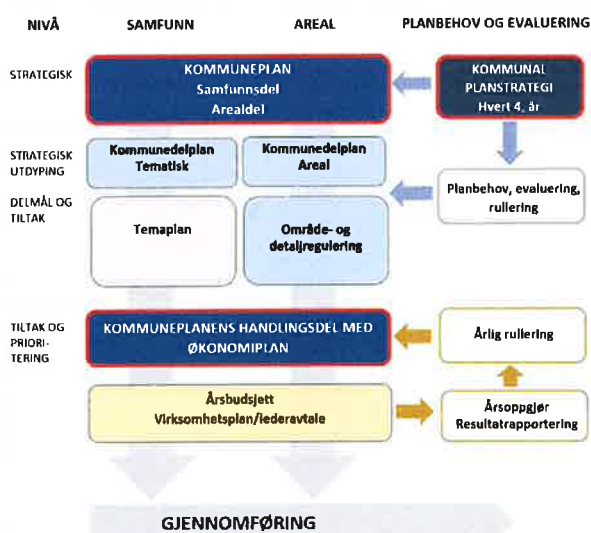 NIVÅ
SAMFUNN
AREAL
PLANBEHOV OG EVALUERING
STRATEGISK
KOMMUNEPLAN
Samfunnsdel
Arealdel
KOMMUNAL
PLANSTRATEGI
Hvert 4. år
STRATEGISK
UTDYPING
Kommunedelplan
Tematisk
Kommunedelplan
Areal
DELMÅL OG
TILTAK
Temaplan
Område- og
detaljregulering
Planbehov, evaluering,
rullering
TILTAK OG
PRIORI-
TERING
KOMMUNEPLANENS HANDLINGSDEL MED
ØKONOMIPLAN
Årlig rullering
Årsbudsjett
Virksomhetsplan/lederavtale
Årsoppgjør
Resultatrapportering
GJENNOMFØRING